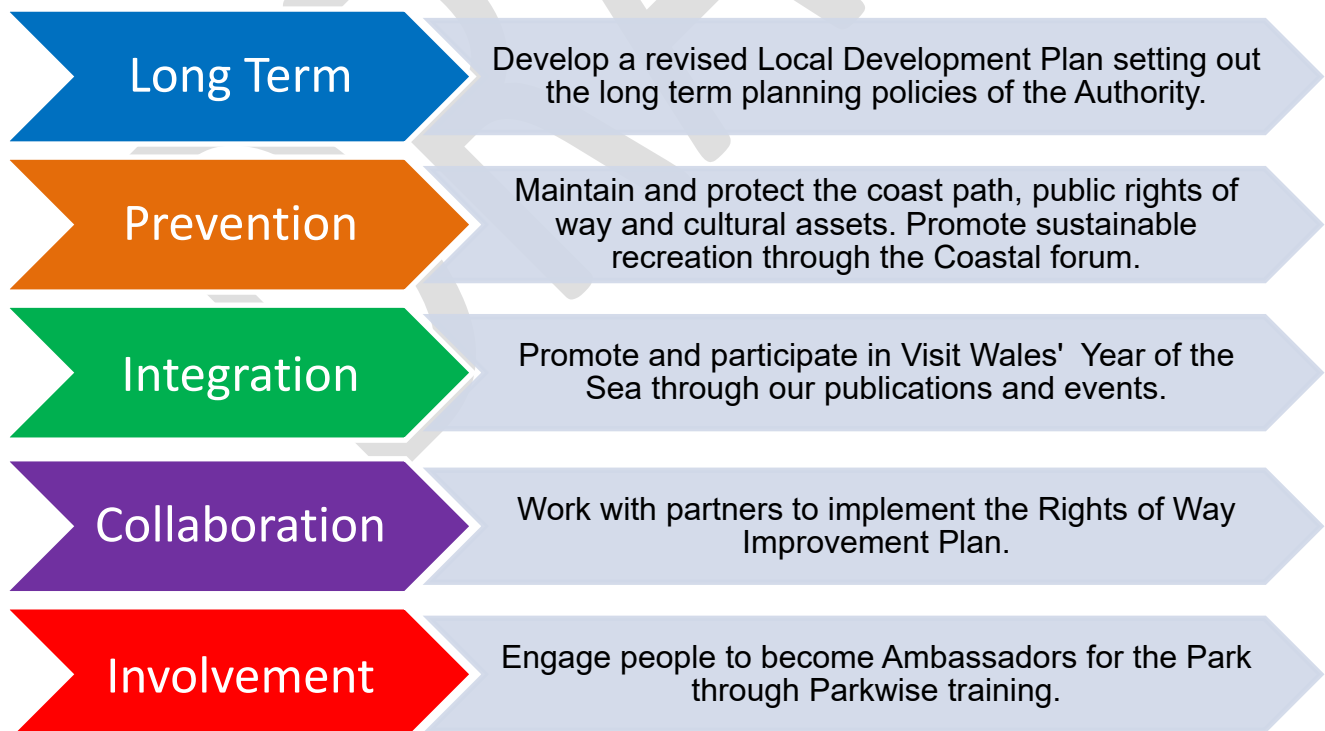 Long Term
Develop a revised Local Development Plan setting out
the long term planning policies of the Authority.
Prevention
Maintain and protect the coast path, public rights of
way and cultural assets. Promote sustainable
recreation through the Coastal forum.
Integration
Promote and participate in Visit Wales'  Year of the
Sea through our publications and events.
Collaboration
Work with partners to implement the Rights of Way
Improvement Plan.
Involvement
Engage people to become Ambassadors for the Park
through Parkwise training.